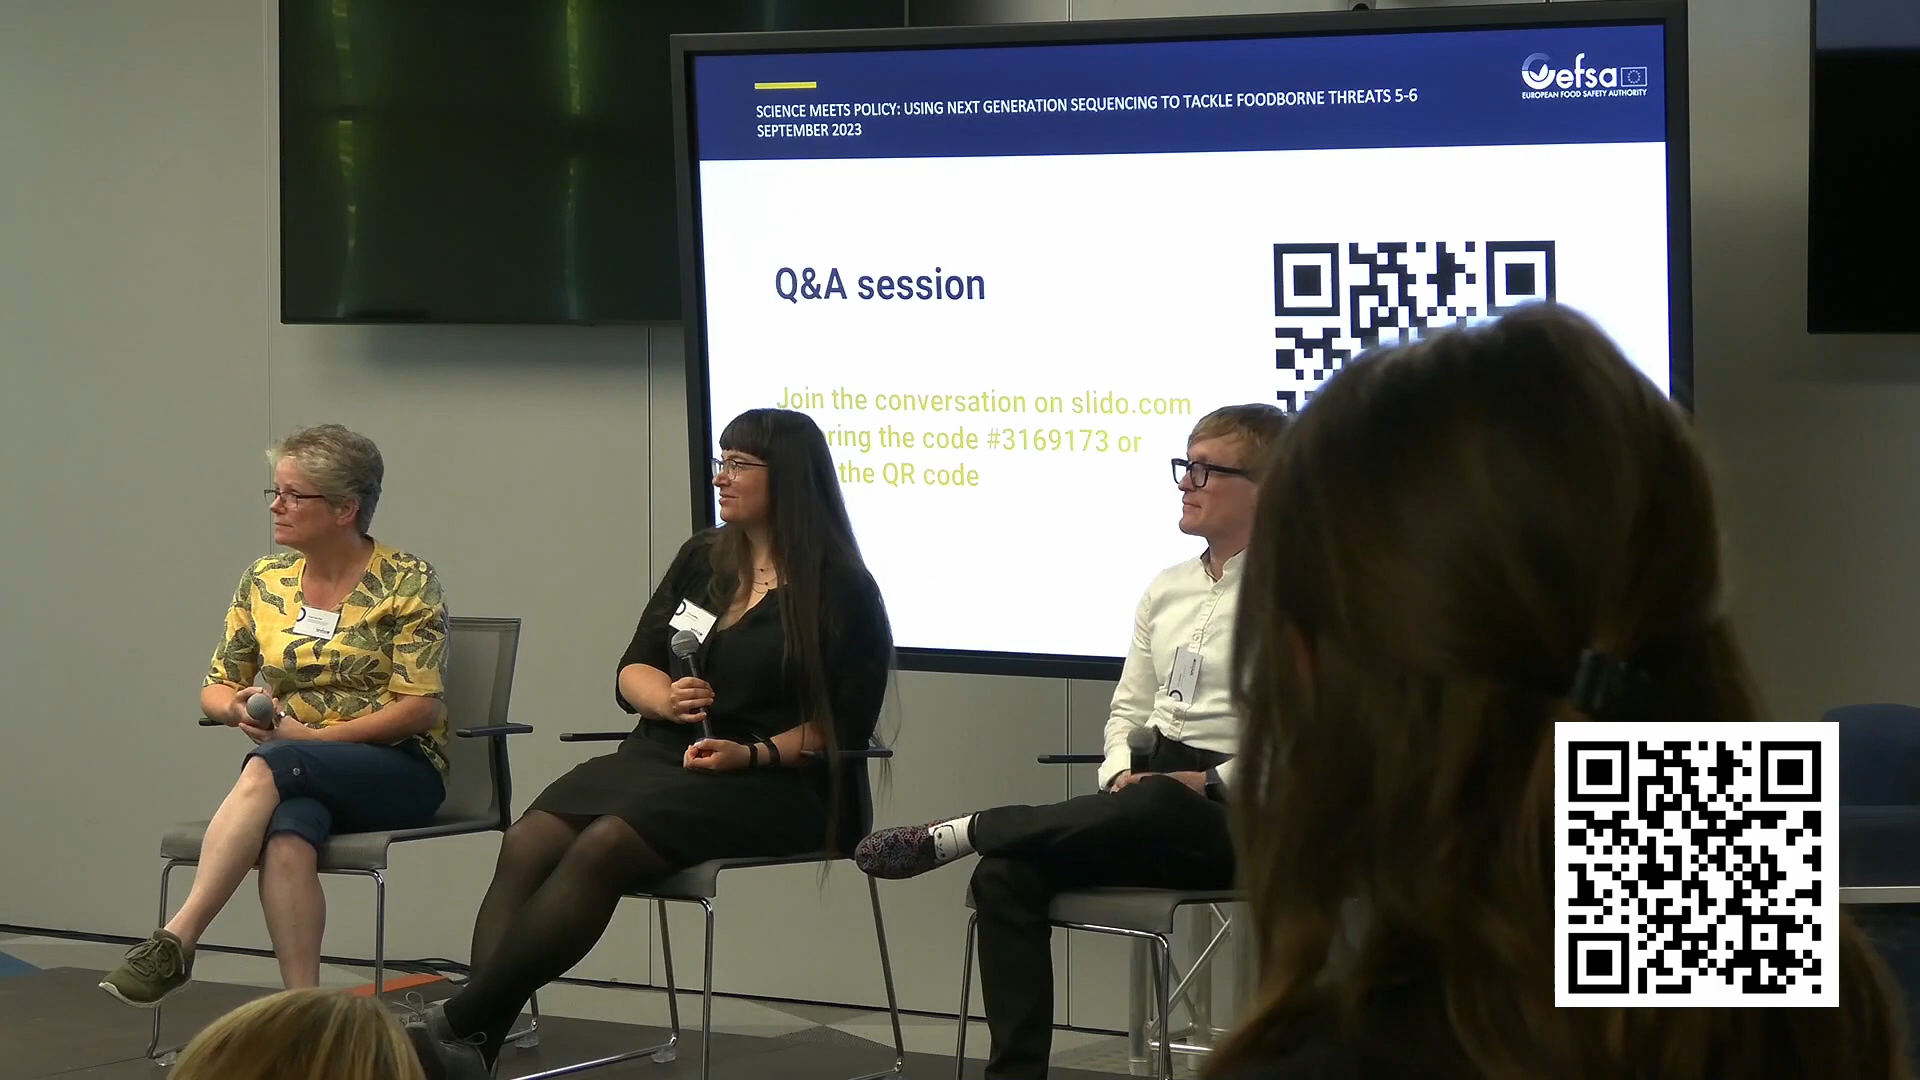 SCIENCE MEETS POLICY: USING NEXT GENERATION SEQUENCING TO TACKLE FOODBORNE THREATS 5-6
SEPTEMBER 2023
efsa
EUROPEAN FOOD SAFETY AUTHORITY
Q&A session
Join the conversation on slido.com
ring the code #3169173 or
the QR code